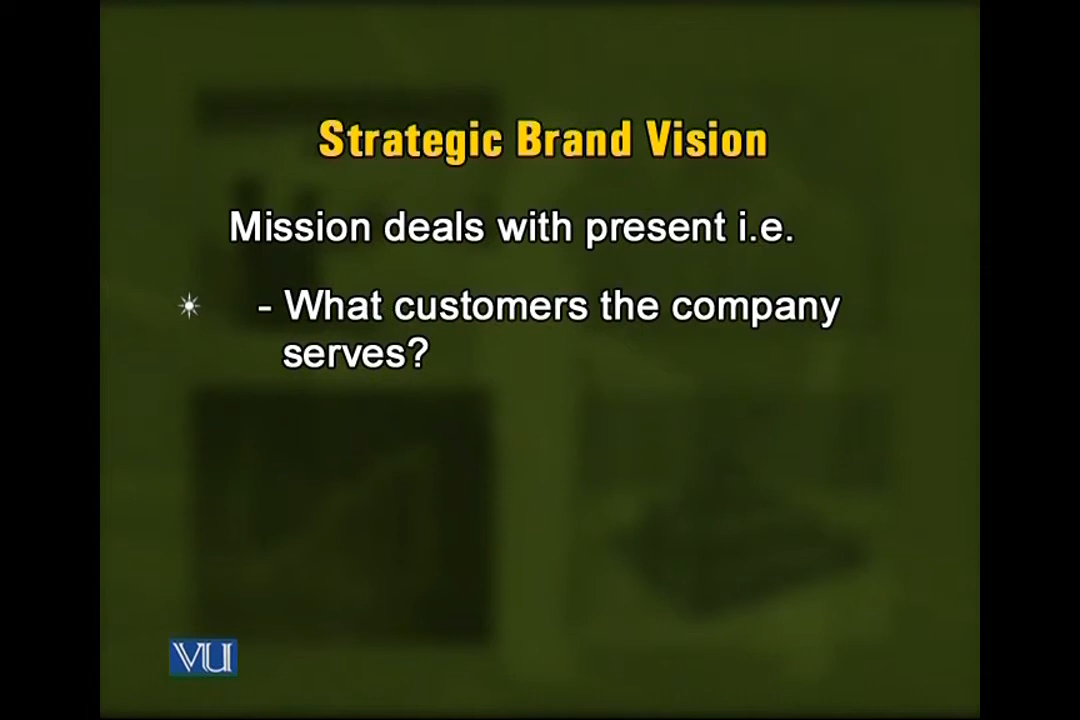 Strategic Brand Vision
Mission deals with present i.e.
- What customers the company
serves?
VU